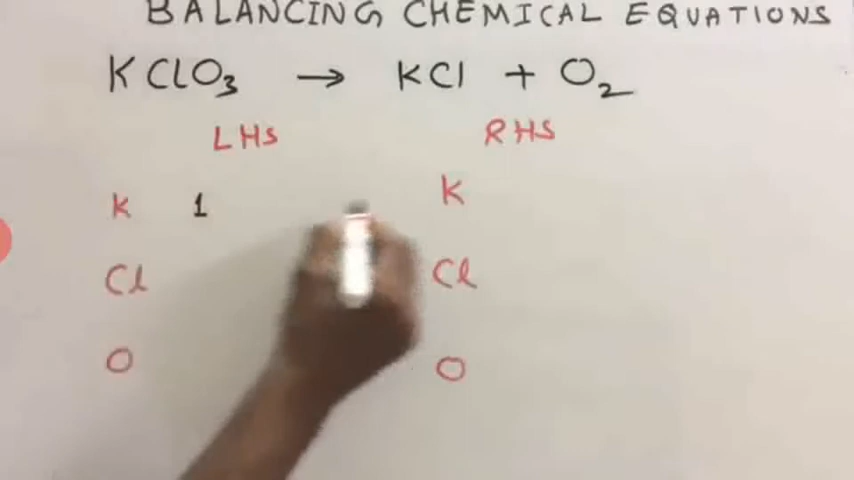 BALANCING CHEMICAL EQUATIONS
KClO3 → KCl + O2
LHS RHS
K 1 K
Cl Cl
O O